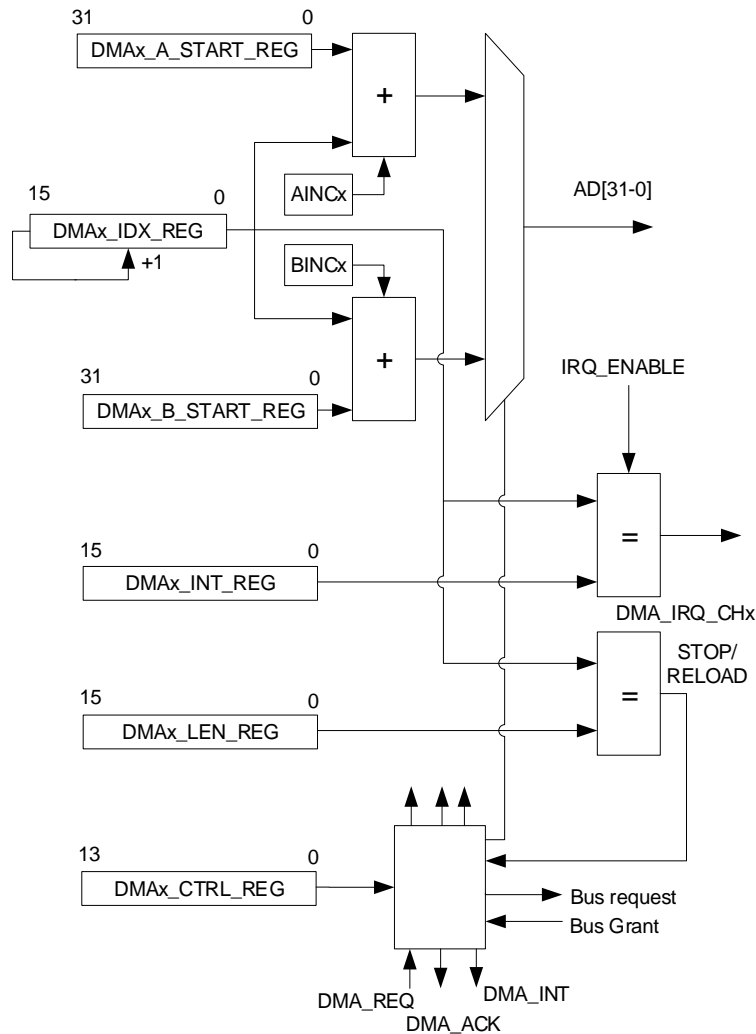 31 0
DMAx_A_START_REG
+
AINCx
15 0
DMAx_IDX_REG
+1
AD[31-0]
BINCx
+
31 0
DMAx_B_START_REG
IRQ_ENABLE
=
15 0
DMAx_INT_REG
DMA_IRQ_CHx
STOP/
RELOAD
=
15 0
DMAx_LEN_REG
13 0
DMAx_CTRL_REG
Bus request
Bus Grant
DMA_REQ
DMA_INT
DMA_ACK